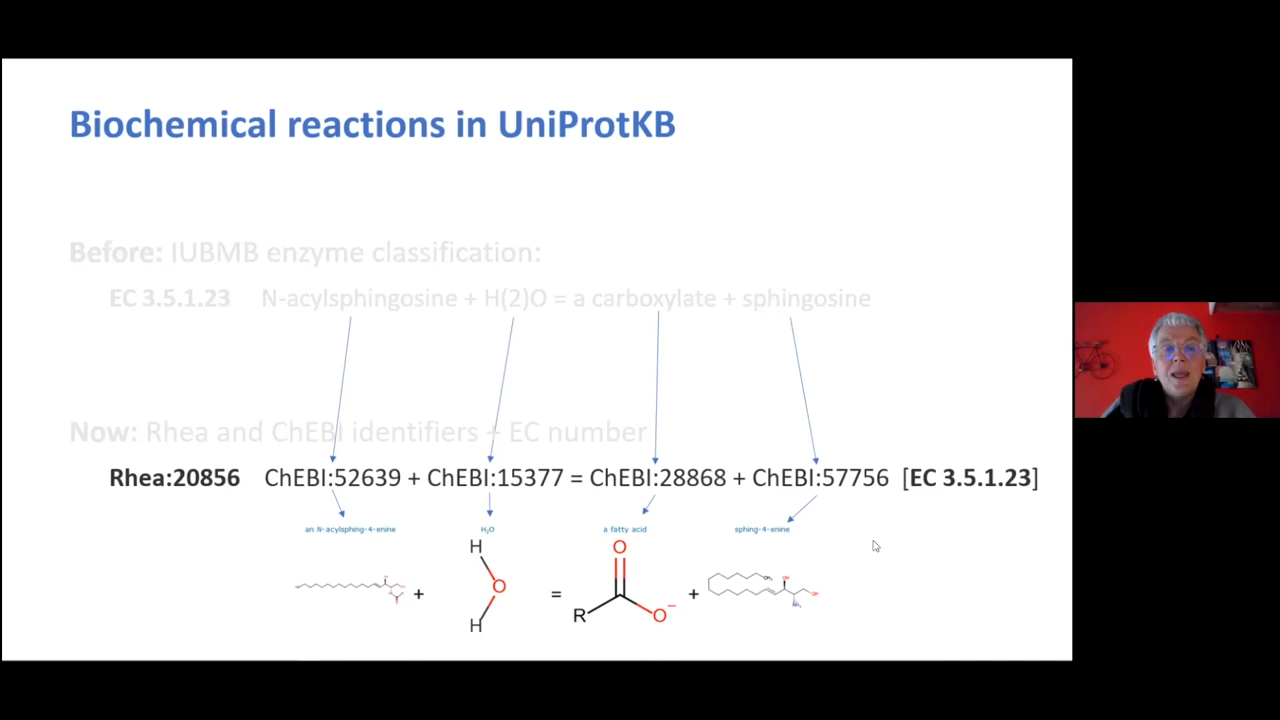 Biochemical reactions in UniProtKB
Before: IUBMB enzyme classification:
EC 3.5.1.23 N-acylsphingosine + H(2)O = a carboxylate + sphingosine
Now: Rhea and ChEBI identifiers + EC number
Rhea:20856 ChEBI:52639 + ChEBI:15377 = ChEBI:28868 + ChEBI:57756 [EC 3.5.1.23]
an N-acylsphing-4-enine H₂O a fatty acid sphing-4-enine
H O
+ O = R O⁻ + OH OH
H